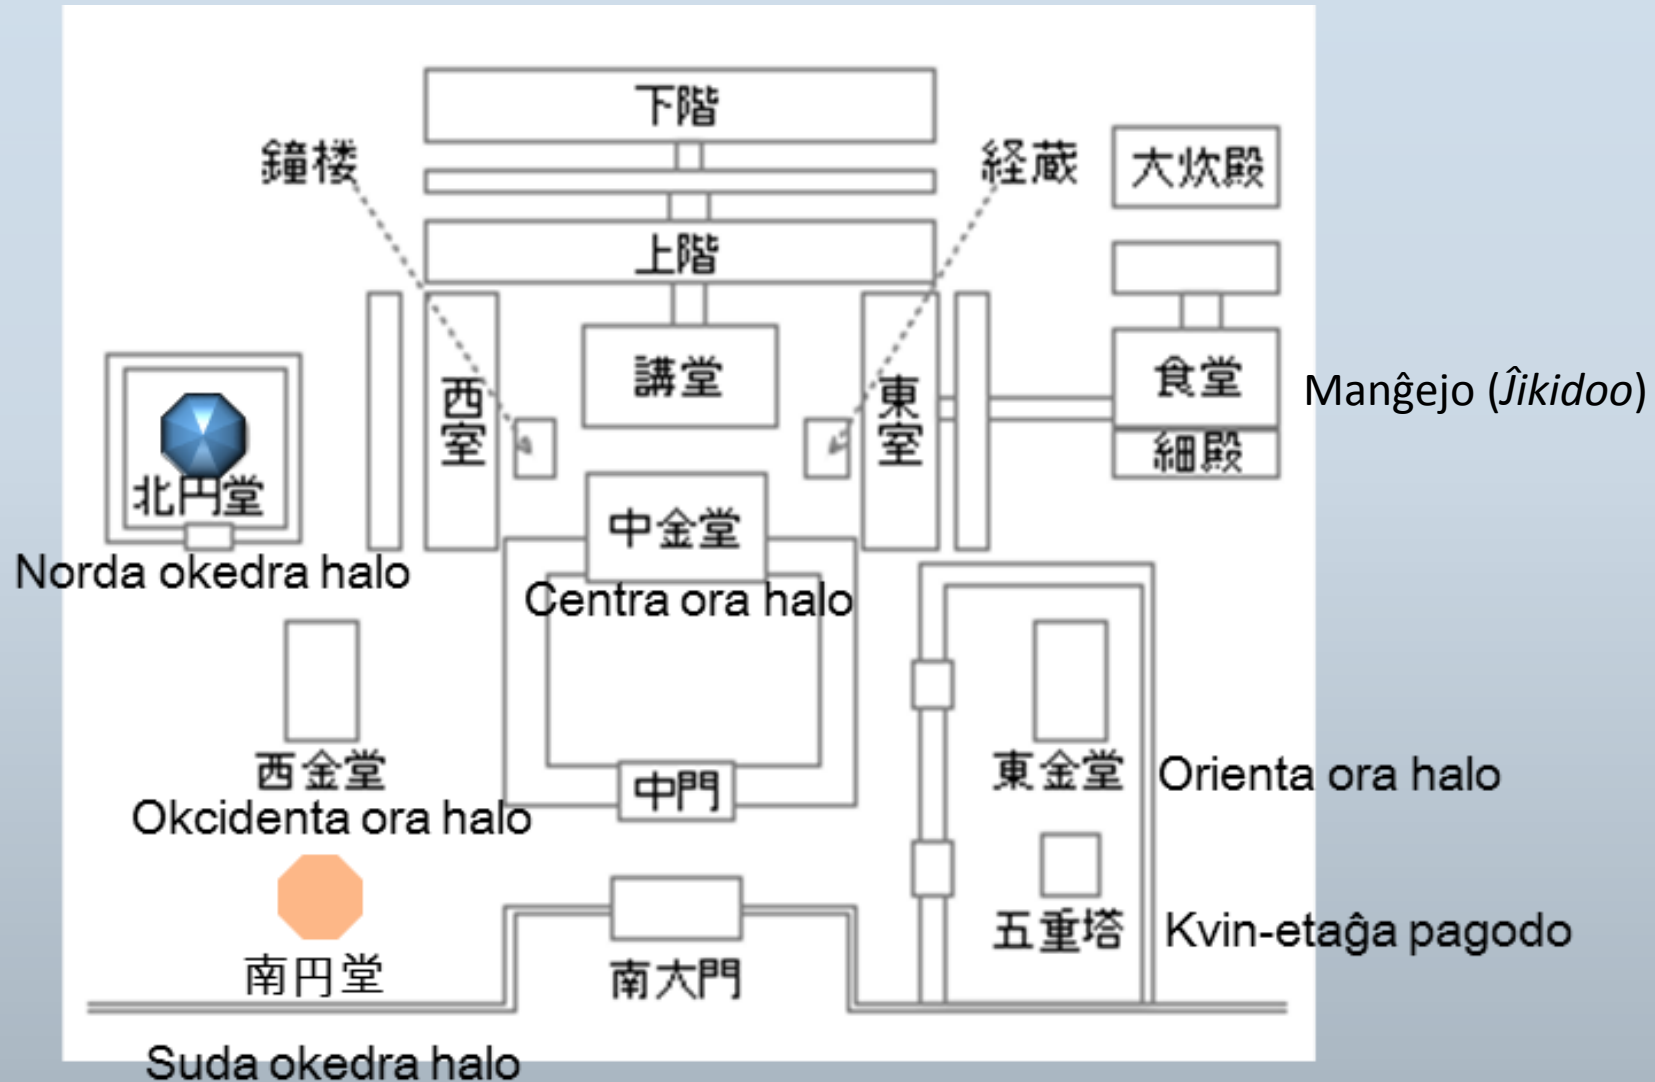 下階
鐘楼
経蔵
大炊殿
上階
講堂
西室
東室
食堂
Manĝejo (Ĵikidoo)
細殿
北円堂
Norda okedra halo
中金堂
Centra ora halo
西金堂
Okcidenta ora halo
中門
東金堂
Orienta ora halo
五重塔
Kvin-etaĝa pagodo
南円堂
南大門
Suda okedra halo